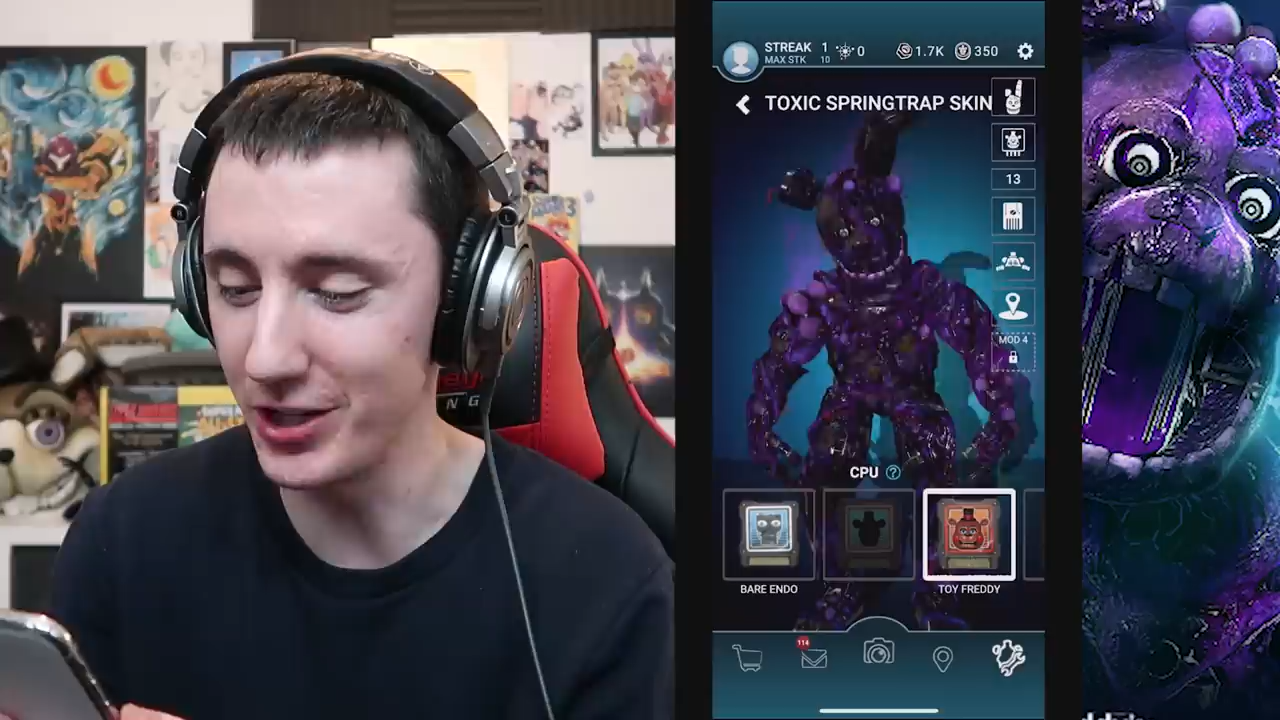 STREAK 1 0 1.7K 350
MAX STK 10
TOXIC SPRINGTRAP SKIN
13
MOD 4
CPU ?
BARE ENDO
TOY FREDDY
114
N G